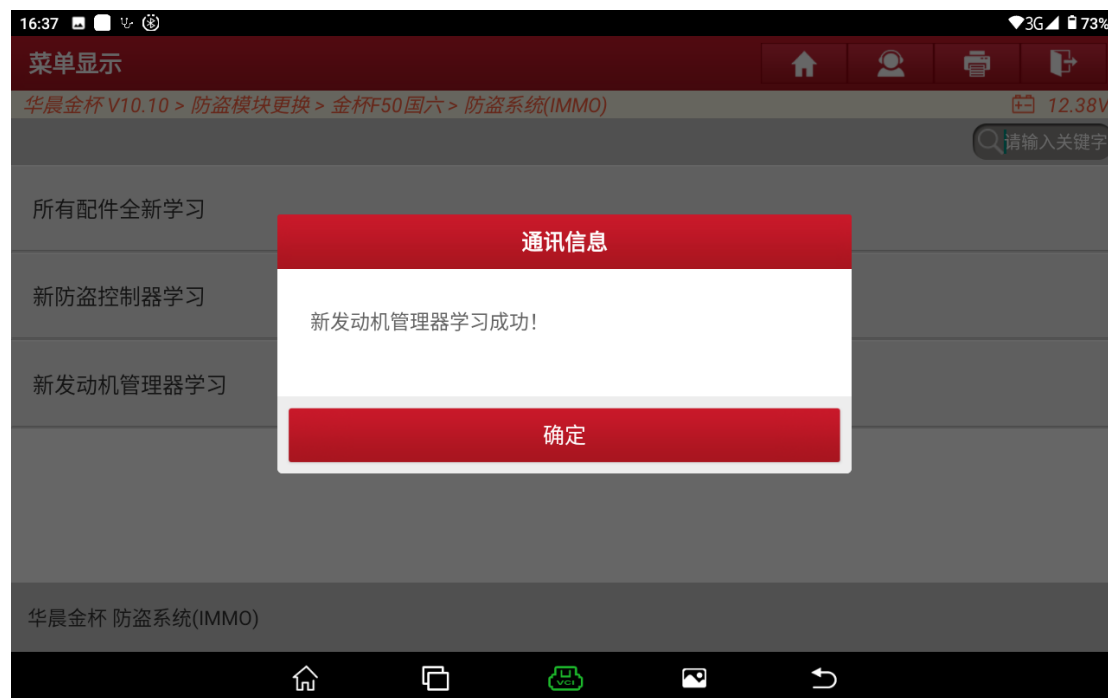 16:37
3G 73%
菜单显示
华晨金杯 V10.10 > 防盗模块更换 > 金杯F50国六 > 防盗系统(IMMO)
12.38V
请输入关键字
所有配件全新学习
通讯信息
新防盗控制器学习
新发动机管理器学习成功！
新发动机管理器学习
确定
华晨金杯 防盗系统(IMMO)
VCI